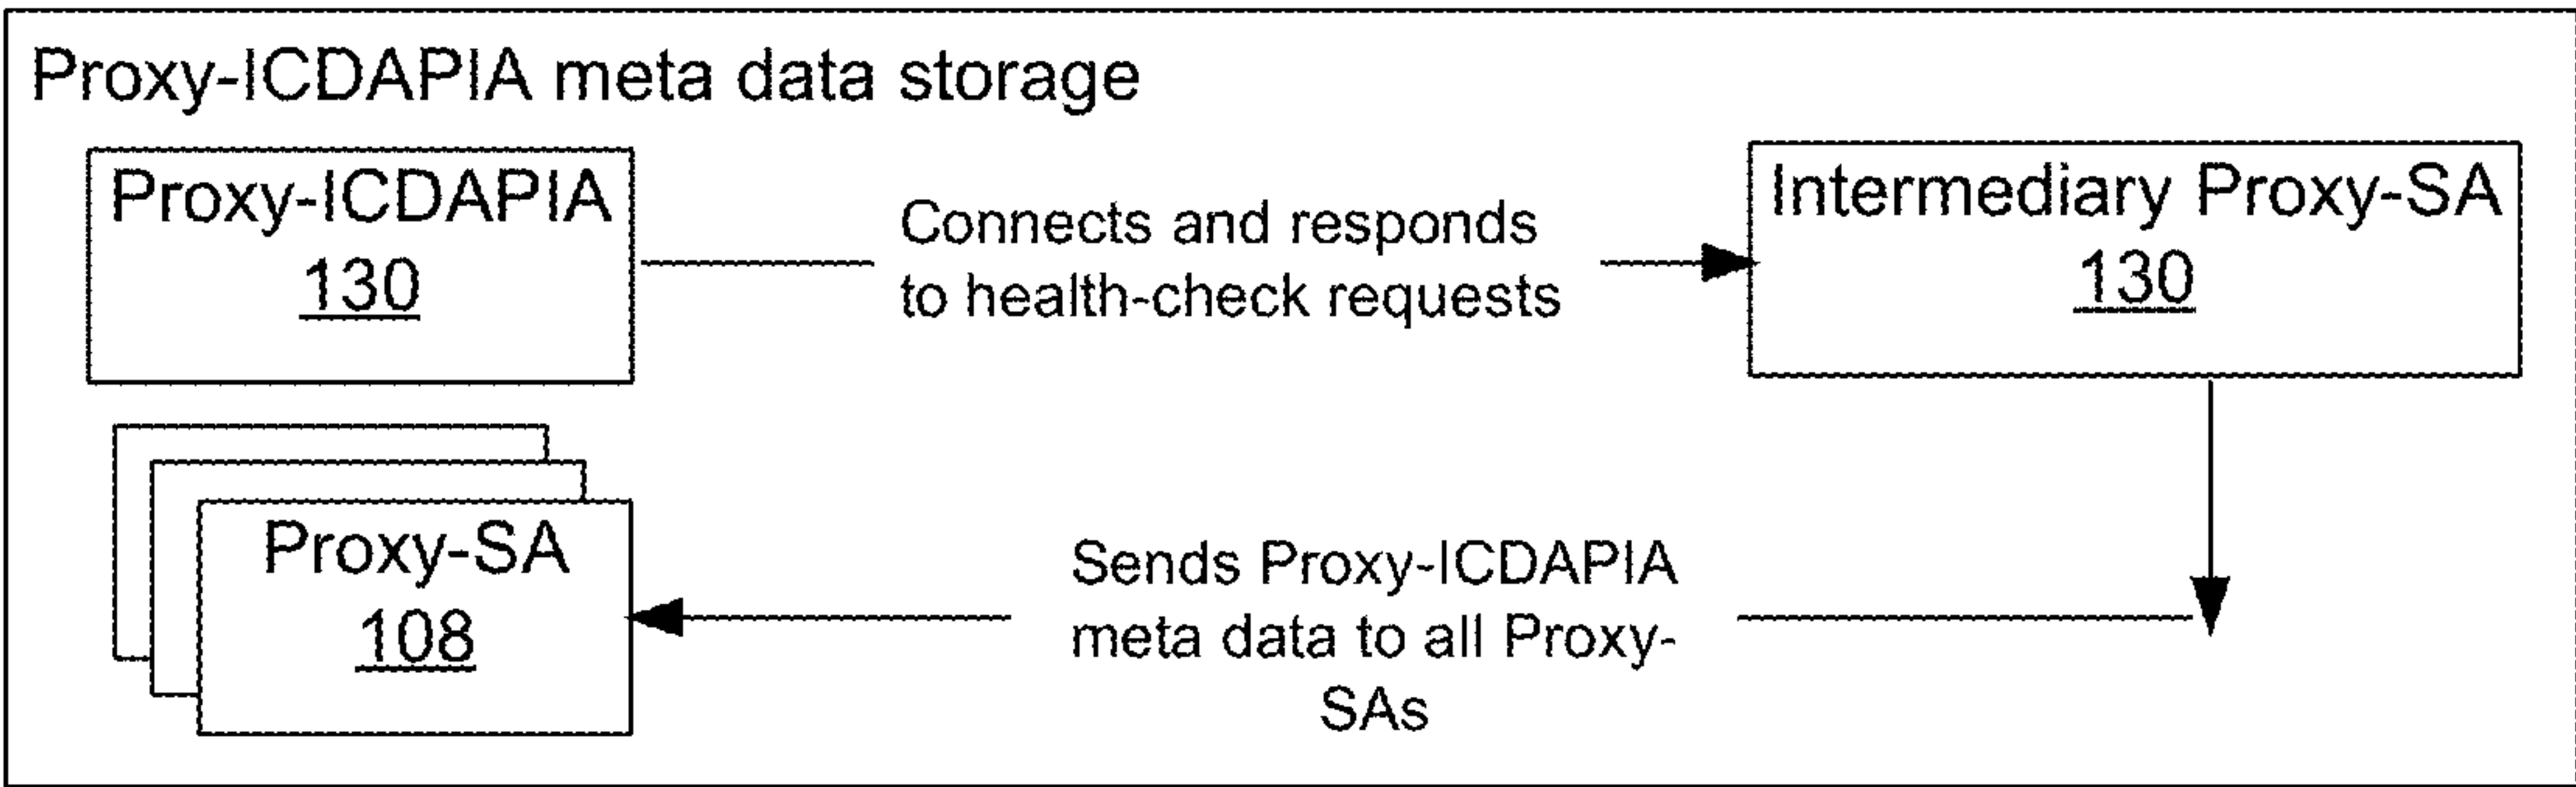 Proxy-ICDAPIA meta data storage
Proxy-ICDAPIA
130
Connects and responds
to health-check requests
Intermediary Proxy-SA
130
Proxy-SA
108
Sends Proxy-ICDAPIA
meta data to all Proxy-
SAs